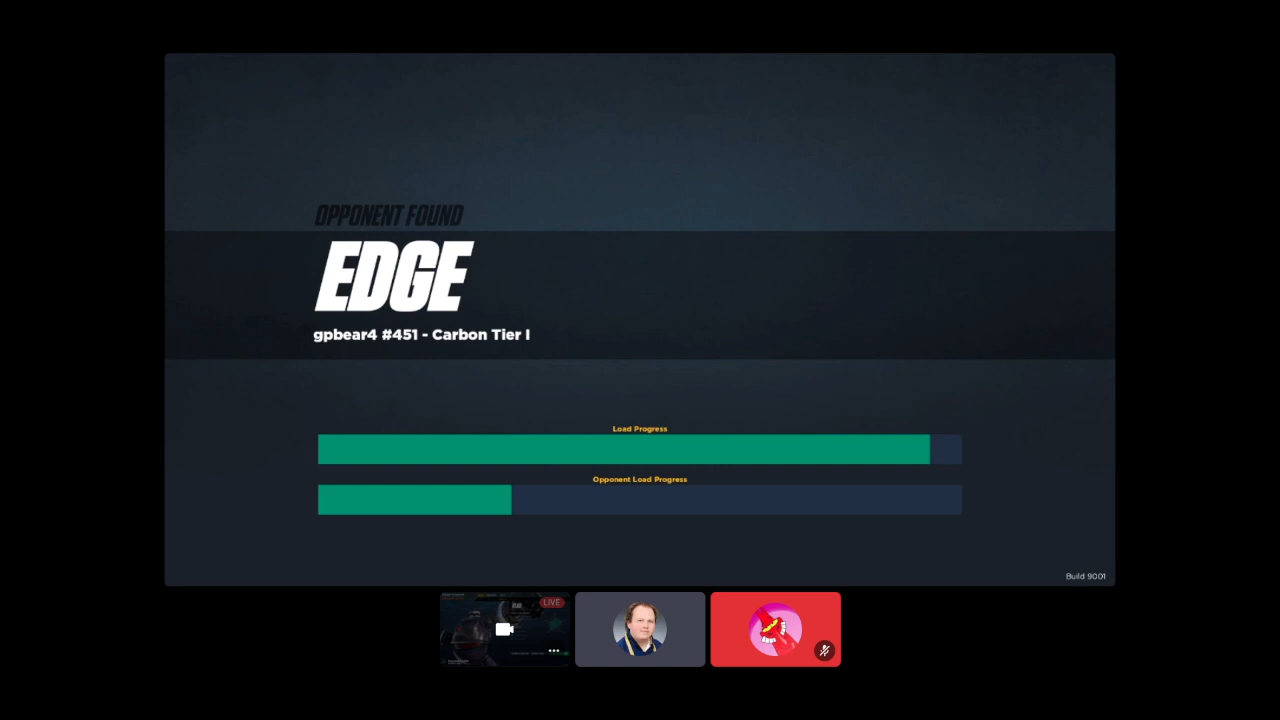 OPPONENT FOUND
EDGE
gpbear4 #451 - Carbon Tier I
Load Progress
Opponent Load Progress
Build 9001
LIVE